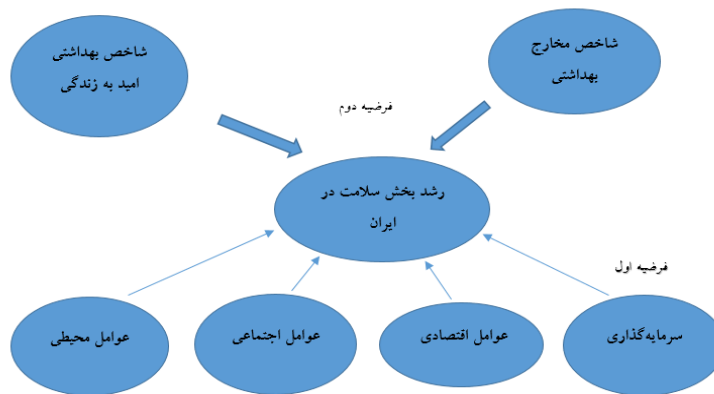 شاخص مخارج
بهداشتی
شاخص بهداشتی
امید به زندگی
فرضیه دوم
رشد بخش سلامت در
ایران
فرضیه اول
سرمایه‌گذاری
عوامل اقتصادی
عوامل اجتماعی
عوامل محیطی